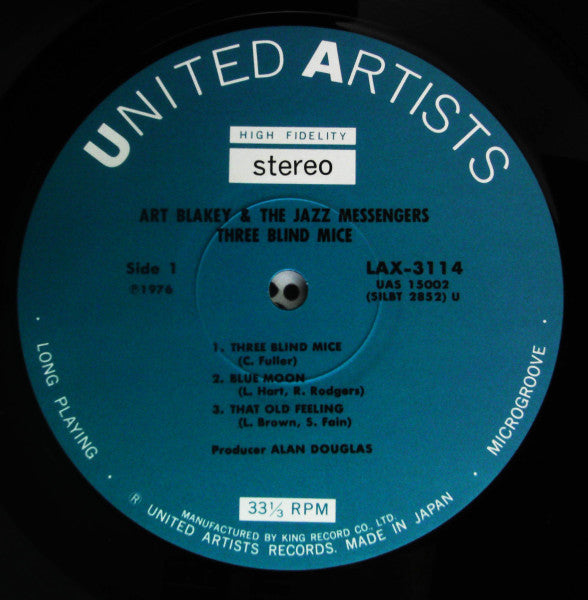 UNITED ARTISTS
HIGH FIDELITY
stereo
ART BLAKEY & THE JAZZ MESSENGERS
THREE BLIND MICE
Side 1
℗1976
LAX-3114
UAS 15002
(SILBT 2852) U
1. THREE BLIND MICE
(C. Fuller)
2. BLUE MOON
(L. Hart, R. Rodgers)
3. THAT OLD FEELING
(L. Brown, S. Fain)
Producer ALAN DOUGLAS
33⅓ RPM
· LONG PLAYING ·
· MICROGROOVE ·
MANUFACTURED BY KING RECORD CO., LTD.
® UNITED ARTISTS RECORDS. MADE IN JAPAN